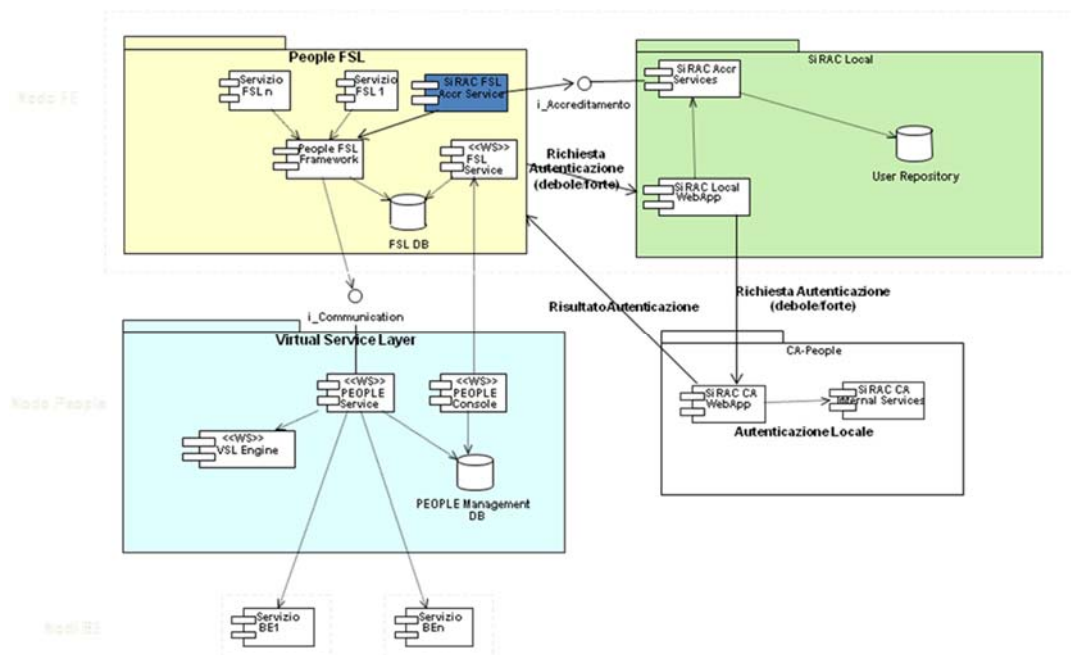 People FSL
SiRAC Local
Servizio
FSL n
Servizio
FSL 1
SiRAC FSL
Accr Service
SiRAC Accr
Services
Nodo FE
i_Accreditamento
People FSL
Framework
<<WS>>
FSL
Service
Richiesta
Autenticazione
(debole/forte)
User Repository
SiRAC Local
WebApp
FSL DB
Richiesta Autenticazione
(debole/forte)
Risultato Autenticazione
i_Communication
Virtual Service Layer
CA-People
<<WS>>
PEOPLE
Service
<<WS>>
PEOPLE
Console
SiRAC CA
WebApp
SiRAC CA
Internal Services
Nodo People
Autenticazione Locale
<<WS>>
VSL Engine
PEOPLE Management
DB
Servizio
BE1
Servizio
BEn
Nodi BE